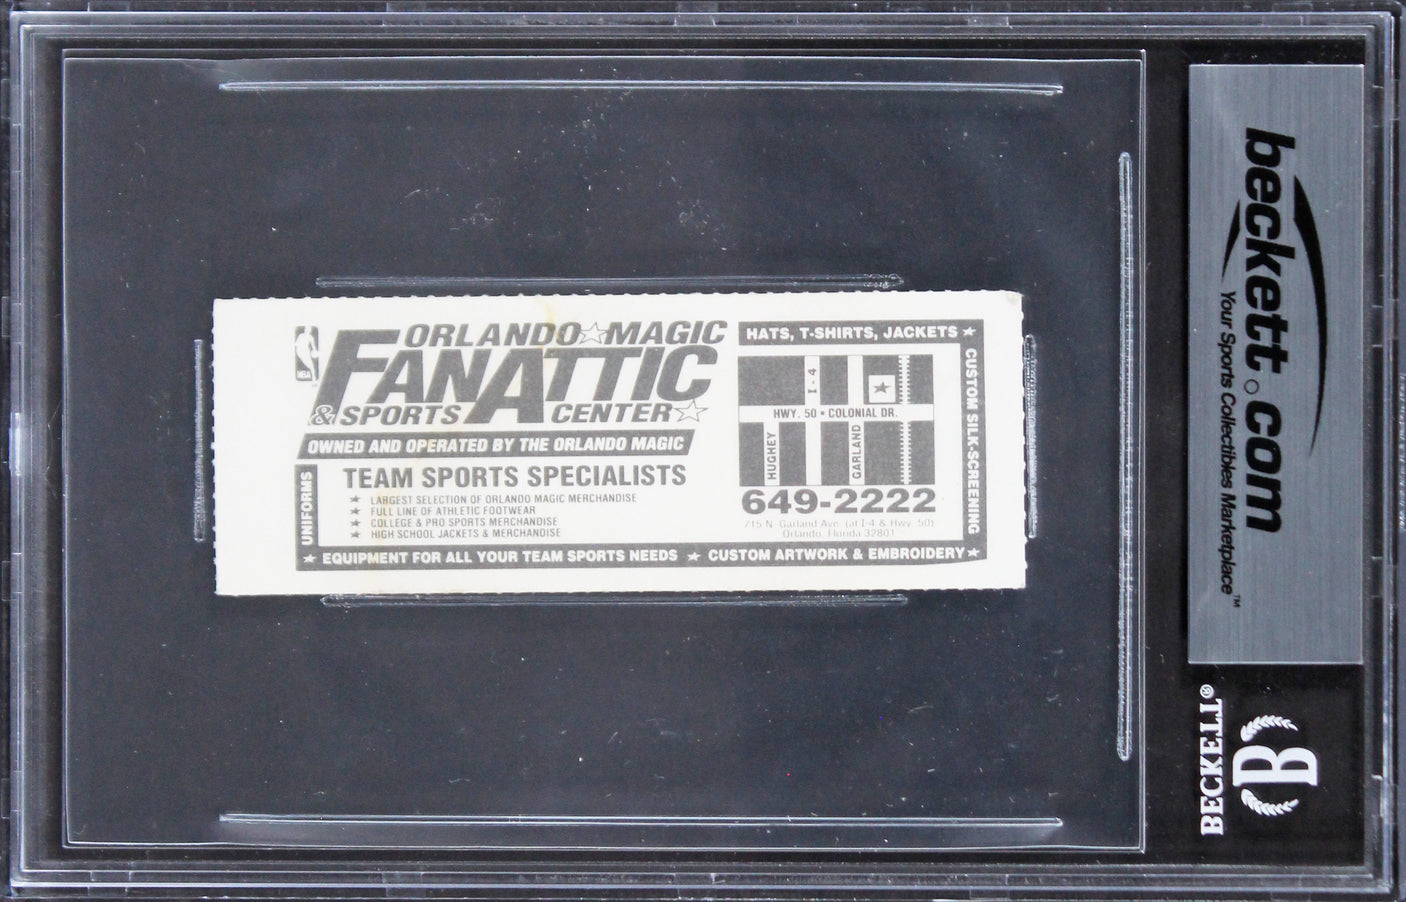 NBA
ORLANDO MAGIC
FANATTIC
& SPORTS CENTER
OWNED AND OPERATED BY THE ORLANDO MAGIC
UNIFORMS
TEAM SPORTS SPECIALISTS
LARGEST SELECTION OF ORLANDO MAGIC MERCHANDISE
FULL LINE OF ATHLETIC FOOTWEAR
COLLEGE & PRO SPORTS MERCHANDISE
HIGH SCHOOL JACKETS & MERCHANDISE
EQUIPMENT FOR ALL YOUR TEAM SPORTS NEEDS
CUSTOM ARTWORK & EMBROIDERY
HATS, T-SHIRTS, JACKETS
CUSTOM SILK-SCREENING
I-4
HWY. 50 • COLONIAL DR.
HUGHEY
GARLAND
649-2222
715 N. Garland Ave. (at I-4 & Hwy. 50)
Orlando, Florida 32801
beckett.com
Your Sports Collectibles Marketplace™
BECKETT®
B